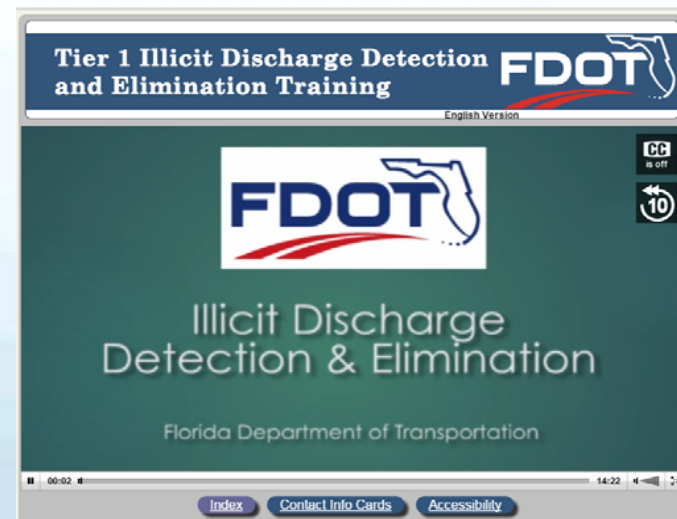 Tier 1 Illicit Discharge Detection
and Elimination Training
FDOT
English Version
CC
is off
10
FDOT
Illicit Discharge
Detection & Elimination
Florida Department of Transportation
00:02
14:22
Index
Contact Info Cards
Accessibility